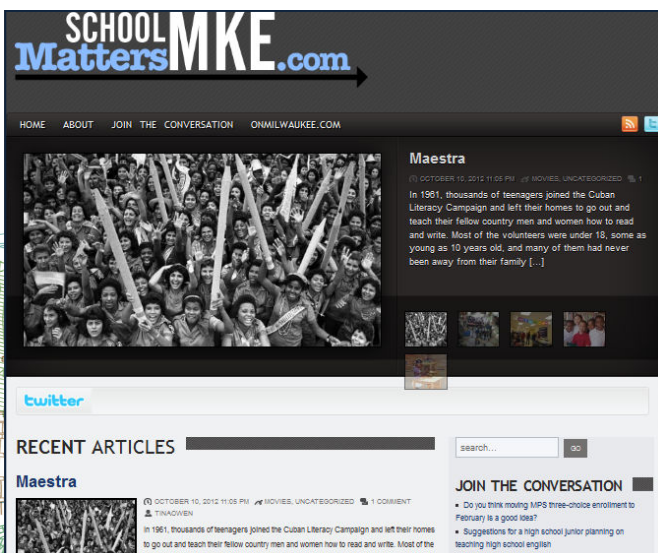 SCHOOL
MattersMKE.com
HOME ABOUT JOIN THE CONVERSATION ONMILWAUKEE.COM
Maestra
OCTOBER 10, 2012 11:05 PM MOVIES, UNCATEGORIZED 1
In 1961, thousands of teenagers joined the Cuban
Literacy Campaign and left their homes to go out and
teach their fellow country men and women how to read
and write. Most of the volunteers were under 18, some as
young as 10 years old, and many of them had never
been away from their family [...]
twitter
RECENT ARTICLES
Maestra
OCTOBER 10, 2012 11:05 PM MOVIES, UNCATEGORIZED 1 COMMENT
TINAOWEN
In 1961, thousands of teenagers joined the Cuban Literacy Campaign and left their homes
to go out and teach their fellow country men and women how to read and write. Most of the
search... GO
JOIN THE CONVERSATION
Do you think moving MPS three-choice enrollment to
February is a good idea?
Suggestions for a high school junior planning on
teaching high school english